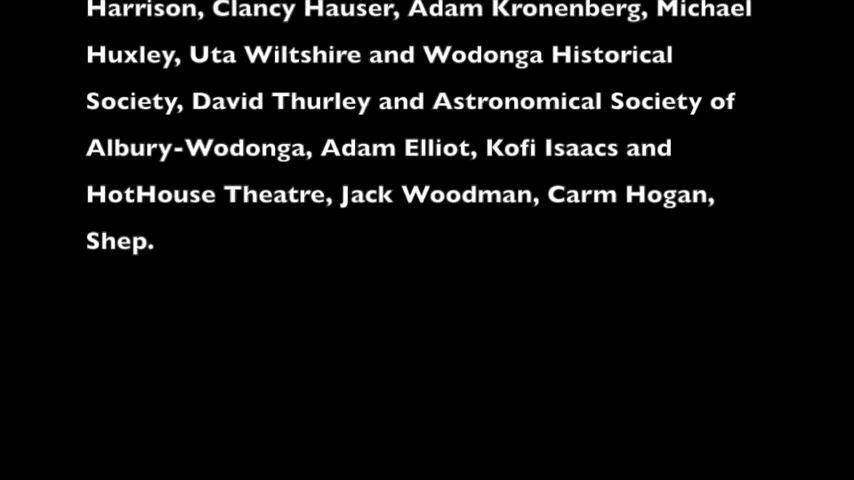 Harrison, Clancy Hauser, Adam Kronenberg, Michael
Huxley, Uta Wiltshire and Wodonga Historical
Society, David Thurley and Astronomical Society of
Albury-Wodonga, Adam Elliot, Kofi Isaacs and
HotHouse Theatre, Jack Woodman, Carm Hogan,
Shep.